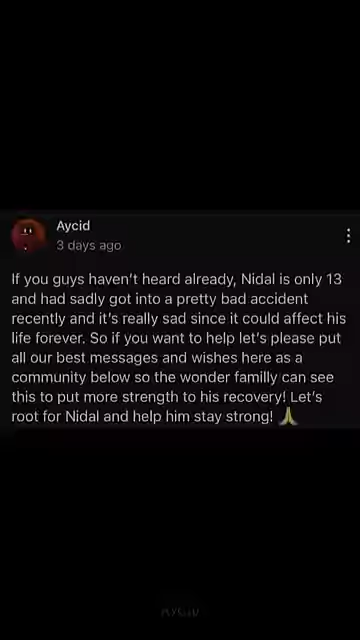 Aycid
3 days ago
If you guys haven't heard already, Nidal is only 13
and had sadly got into a pretty bad accident
recently and it's really sad since it could affect his
life forever. So if you want to help let's please put
all our best messages and wishes here as a
community below so the wonder familly can see
this to put more strength to his recovery! Let's
root for Nidal and help him stay strong! 🙏
AYCID